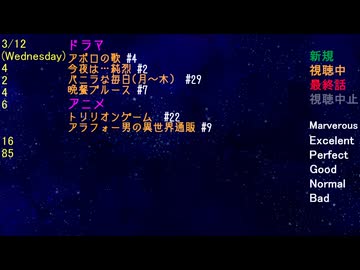 3/12
(Wednesday)
4
2
4
6
16
85
ドラマ
アポロの歌 #4
今夜は…純烈 #2
バニラな毎日(月～木) #29
晩餐ブルース #7
アニメ
トリリオンゲーム #22
アラフォー男の異世界通販 #9
新規
視聴中
最終話
視聴中止
Marverous
Excelent
Perfect
Good
Normal
Bad